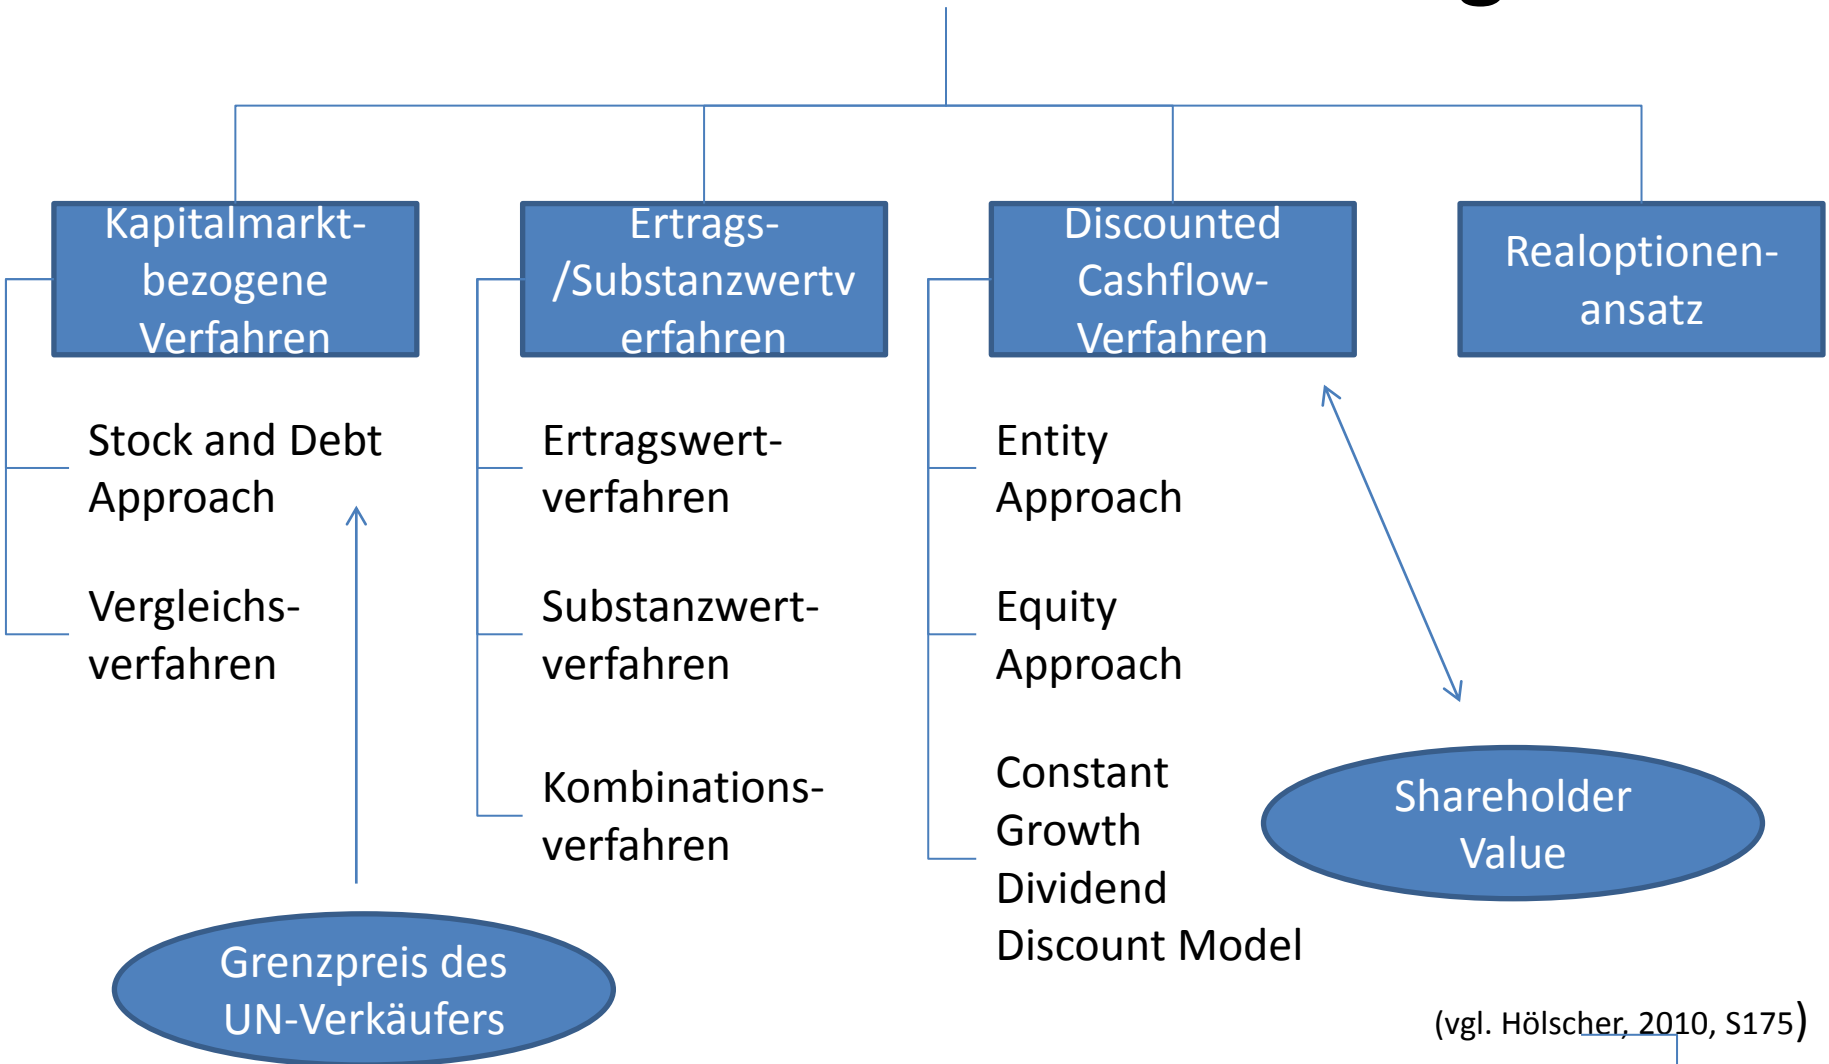 Kapitalmarkt-
bezogene
Verfahren
Stock and Debt
Approach
Vergleichs-
verfahren
Grenzpreis des
UN-Verkäufers
Ertrags-
/Substanzwertv
erfahren
Ertragswert-
verfahren
Substanzwert-
verfahren
Kombinations-
verfahren
Discounted
Cashflow-
Verfahren
Entity
Approach
Equity
Approach
Constant
Growth
Dividend
Discount Model
Realoptionen-
ansatz
Shareholder
Value
(vgl. Hölscher, 2010, S175)